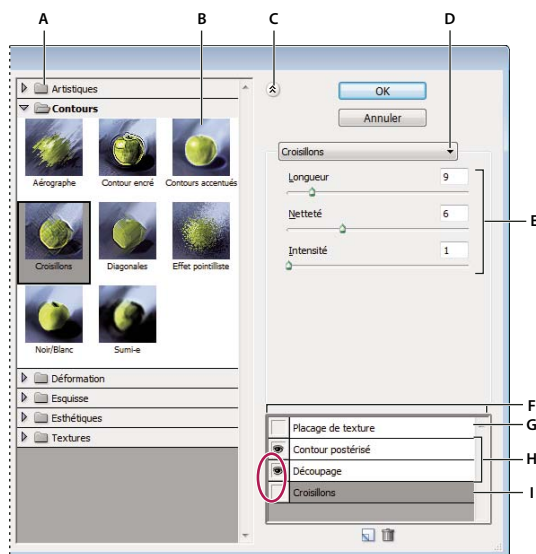 A B C D
Artistiques
Contours
Aérographe Contour encré Contours accentués
Croisillons Diagonales Effet pointilliste
Noir/Blanc Sumi-e
Déformation
Esquisse
Esthétiques
Textures
OK
Annuler
Croisillons
Longueur 9
Netteté 6
Intensité 1
E
F
Placage de texture G
Contour postérisé
Découpage
H
Croisillons I